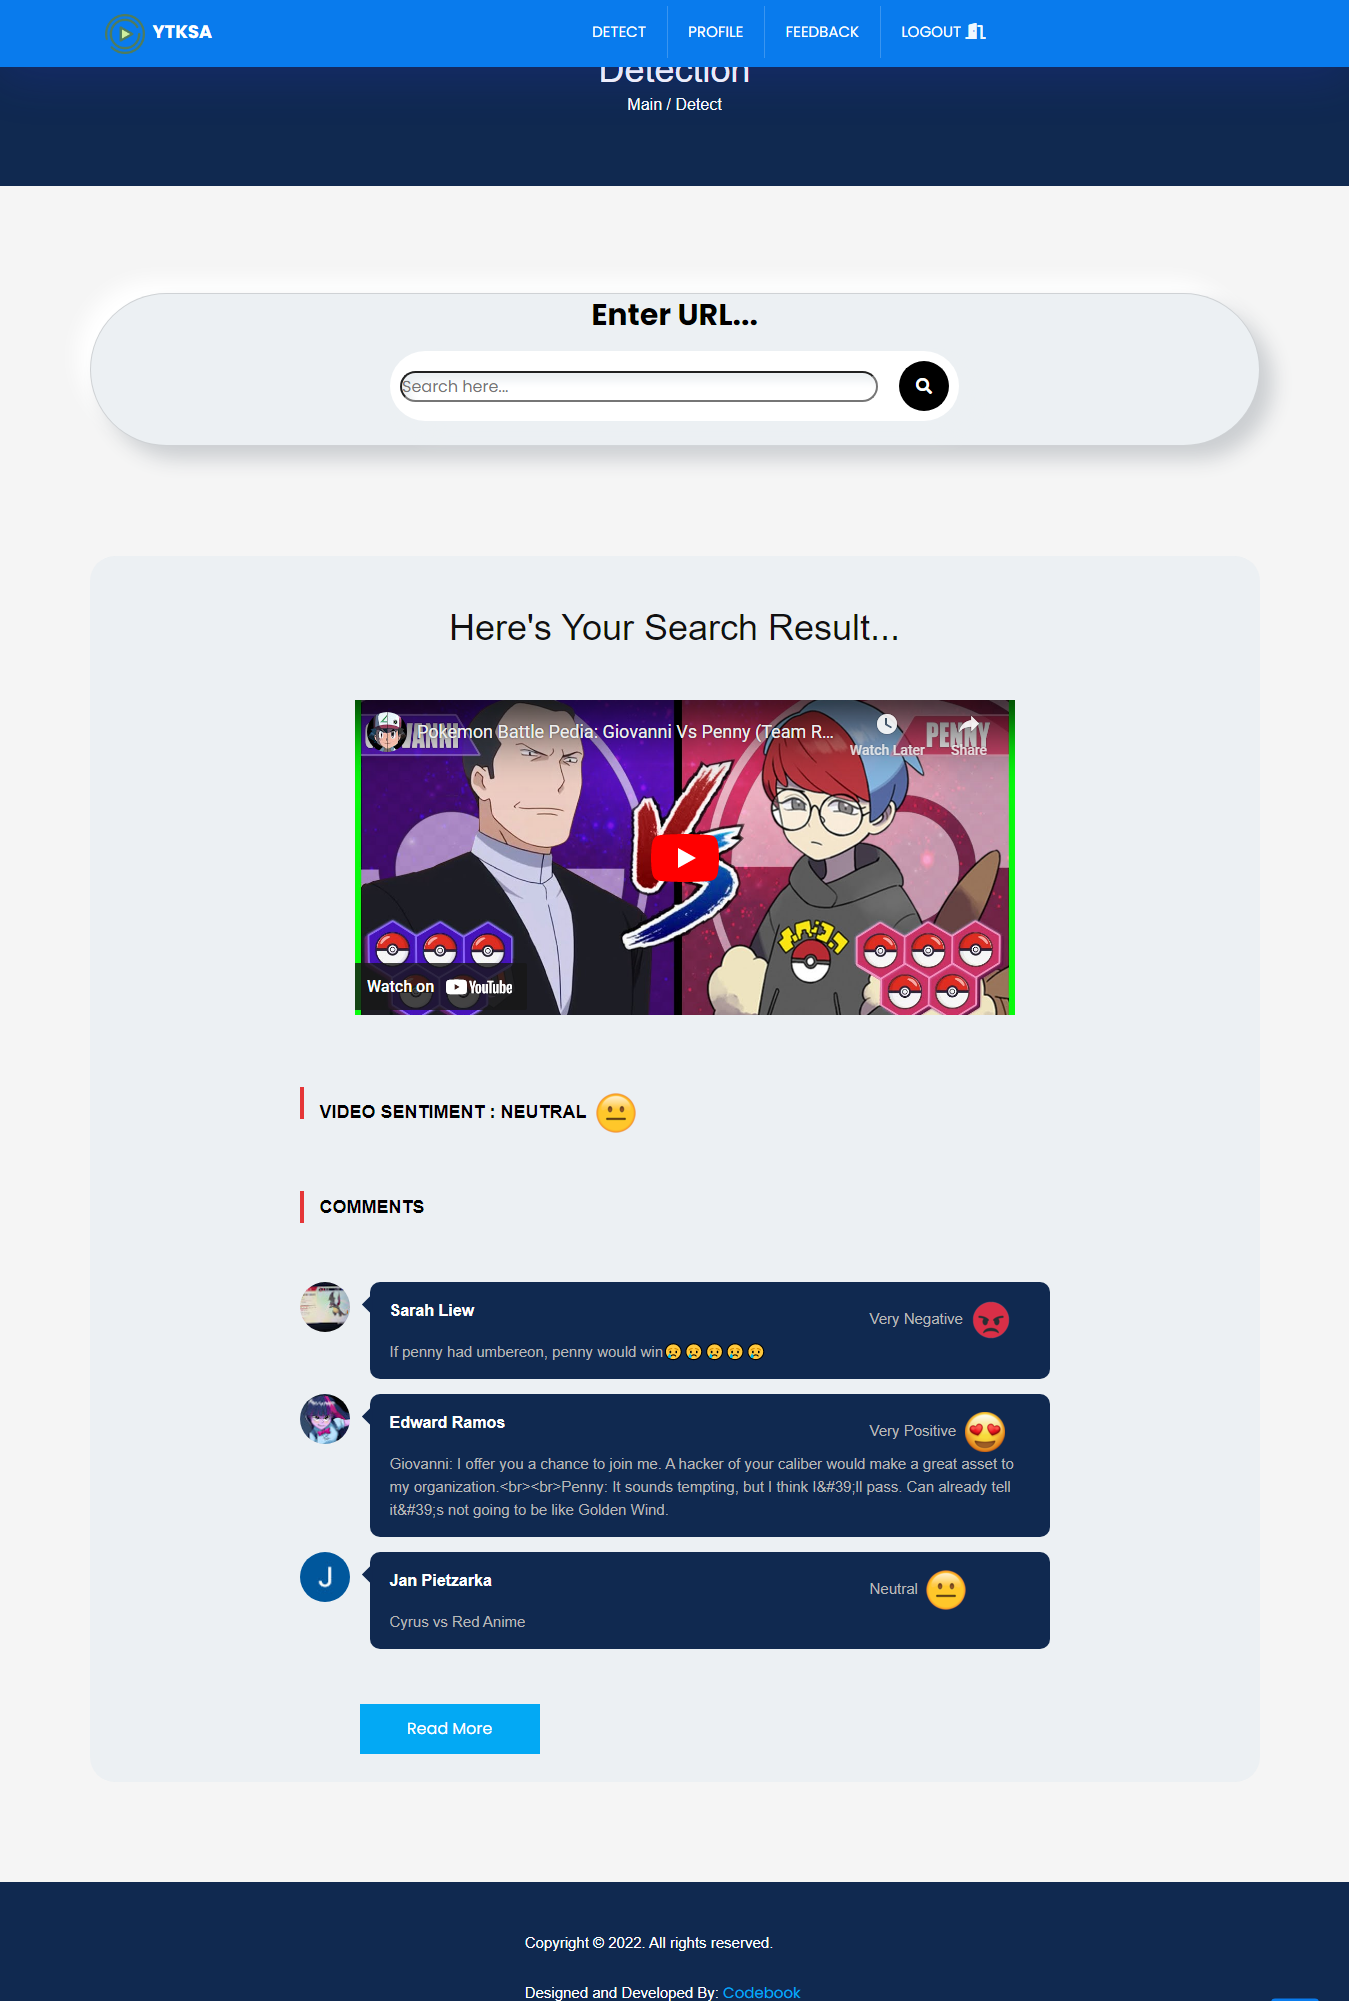 YTKSA
DETECT
PROFILE
FEEDBACK
LOGOUT
Detection
Main / Detect
Enter URL...
Search here...
Here's Your Search Result...
Pokémon Battle Pedia: Giovanni Vs Penny (Team R...
Watch Later
Share
PENNY
VS
Watch on YouTube
VIDEO SENTIMENT : NEUTRAL 😐
COMMENTS
Sarah Liew
Very Negative 😡
If penny had umbereon, penny would win😥😥😥😥😥
Edward Ramos
Very Positive 😍
Giovanni: I offer you a chance to join me. A hacker of your caliber would make a great asset to
my organization.<br><br>Penny: It sounds tempting, but I think I&#39;ll pass. Can already tell
it&#39;s not going to be like Golden Wind.
J
Jan Pietzarka
Neutral 😐
Cyrus vs Red Anime
Read More
Copyright © 2022. All rights reserved.
Designed and Developed By: Codebook